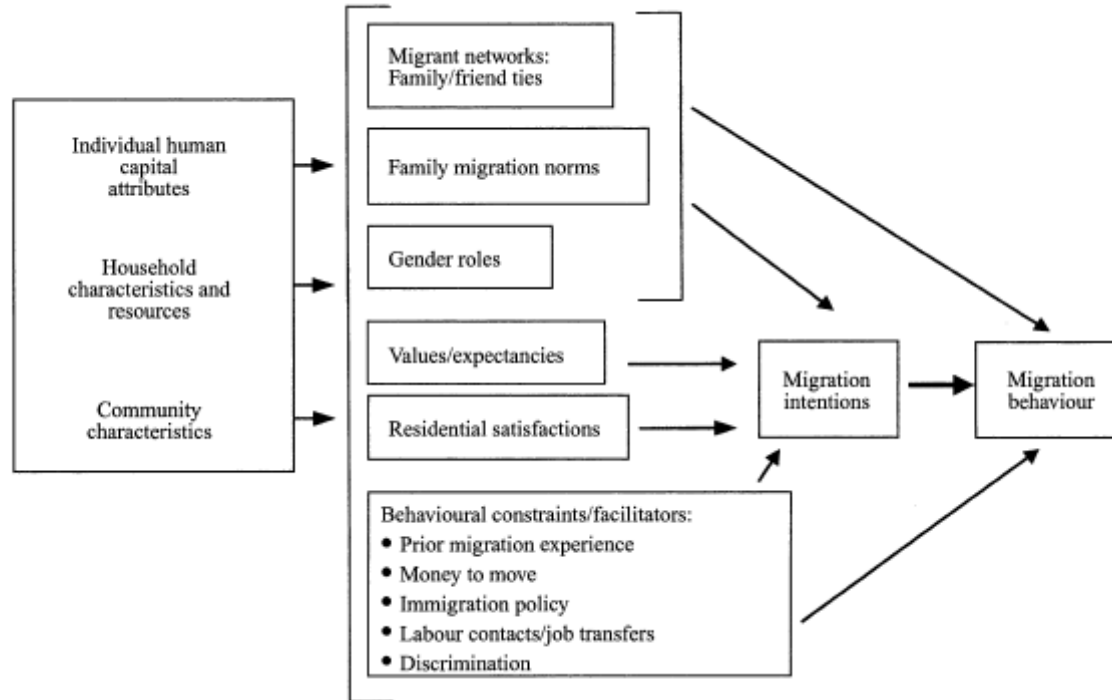 Individual human
capital
attributes
Household
characteristics and
resources
Community
characteristics
Migrant networks:
Family/friend ties
Family migration norms
Gender roles
Values/expectancies
Residential satisfactions
Behavioural constraints/facilitators:
• Prior migration experience
• Money to move
• Immigration policy
• Labour contacts/job transfers
• Discrimination
Migration
intentions
Migration
behaviour